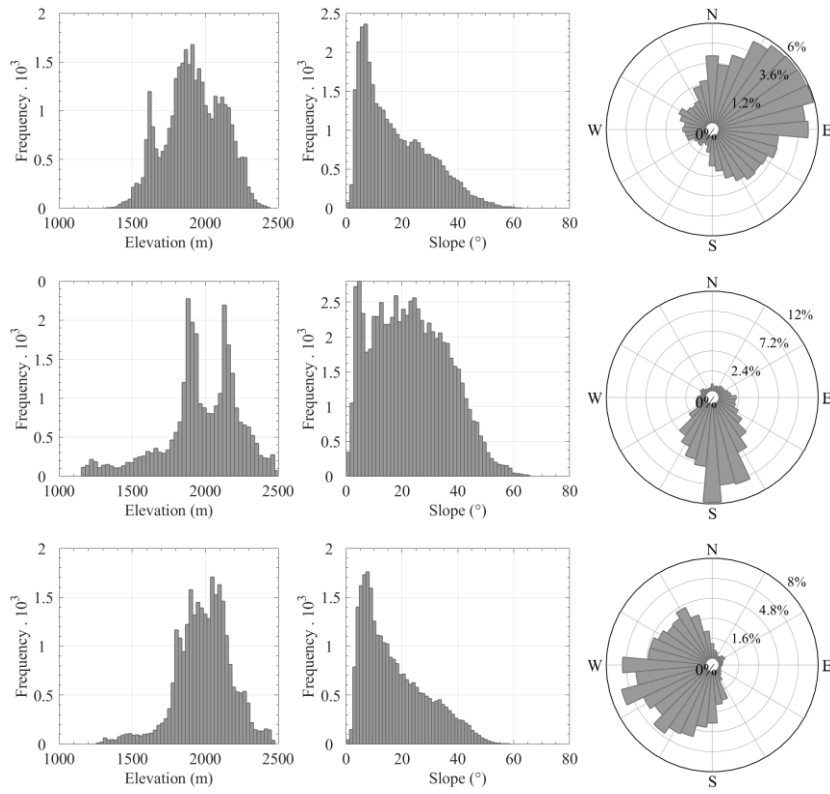 2
1.5
1
0.5
0
Frequency . 10³
1000 1500 2000 2500
Elevation (m)
2.5
2
1.5
1
0.5
0
Frequency . 10³
0 20 40 60 80
Slope (°)
N
6%
3.6%
1.2%
W 0% E
S
0
2
1.5
1
0.5
0
Frequency . 10³
1000 1500 2000 2500
Elevation (m)
2.5
2
1.5
1
0.5
0
Frequency . 10³
0 20 40 60 80
Slope (°)
N
12%
7.2%
2.4%
W 0% E
S
2
1.5
1
0.5
0
Frequency . 10³
1000 1500 2000 2500
Elevation (m)
2
1.5
1
0.5
0
Frequency . 10³
0 20 40 60 80
Slope (°)
N
8%
4.8%
1.6%
W 0% E
S